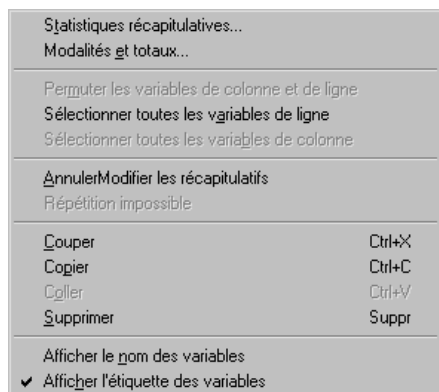 Statistiques récapitulatives...
Modalités et totaux...
Permuter les variables de colonne et de ligne
Sélectionner toutes les variables de ligne
Sélectionner toutes les variables de colonne
AnnulerModifier les récapitulatifs
Répétition impossible
Couper Ctrl+X
Copier Ctrl+C
Coller Ctrl+V
Supprimer Suppr
Afficher le nom des variables
Afficher l'étiquette des variables